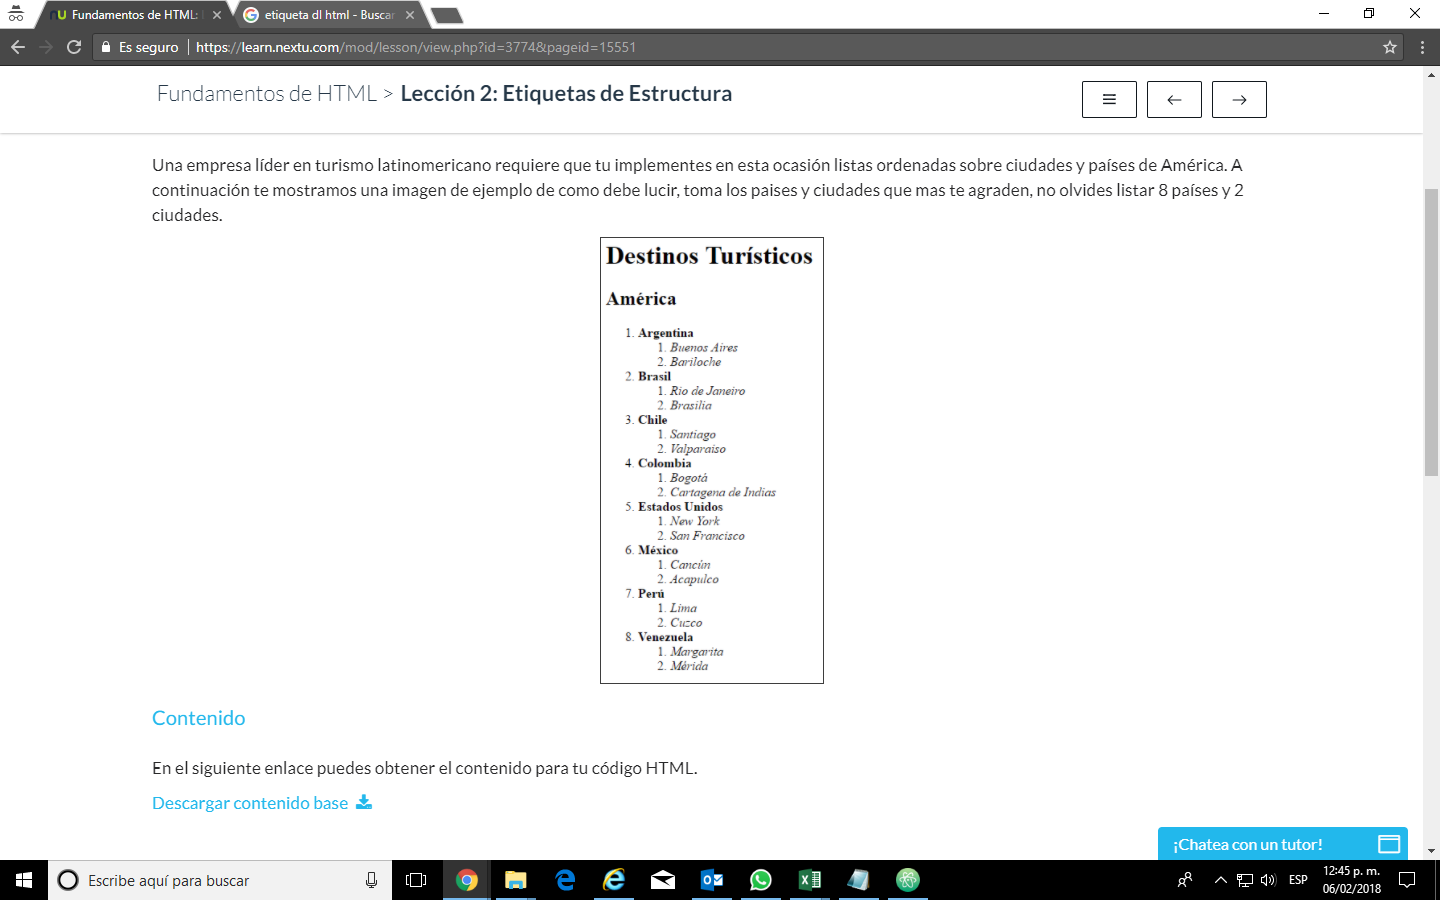 Fundamentos de HTML:
etiqueta dl html - Buscar
Es seguro
https://learn.nextu.com/mod/lesson/view.php?id=3774&pageid=15551
Fundamentos de HTML > Lección 2: Etiquetas de Estructura
Una empresa líder en turismo latinomericano requiere que tu implementes en esta ocasión listas ordenadas sobre ciudades y países de América. A
continuación te mostramos una imagen de ejemplo de como debe lucir, toma los paises y ciudades que mas te agraden, no olvides listar 8 países y 2
ciudades.
Destinos Turísticos
América
1. Argentina
1. Buenos Aires
2. Bariloche
2. Brasil
1. Rio de Janeiro
2. Brasilia
3. Chile
1. Santiago
2. Valparaiso
4. Colombia
1. Bogotá
2. Cartagena de Indias
5. Estados Unidos
1. New York
2. San Francisco
6. México
1. Cancún
2. Acapulco
7. Perú
1. Lima
2. Cuzco
8. Venezuela
1. Margarita
2. Mérida
Contenido
En el siguiente enlace puedes obtener el contenido para tu código HTML.
Descargar contenido base
¡Chatea con un tutor!
Escribe aquí para buscar
ESP
12:45 p. m.
06/02/2018